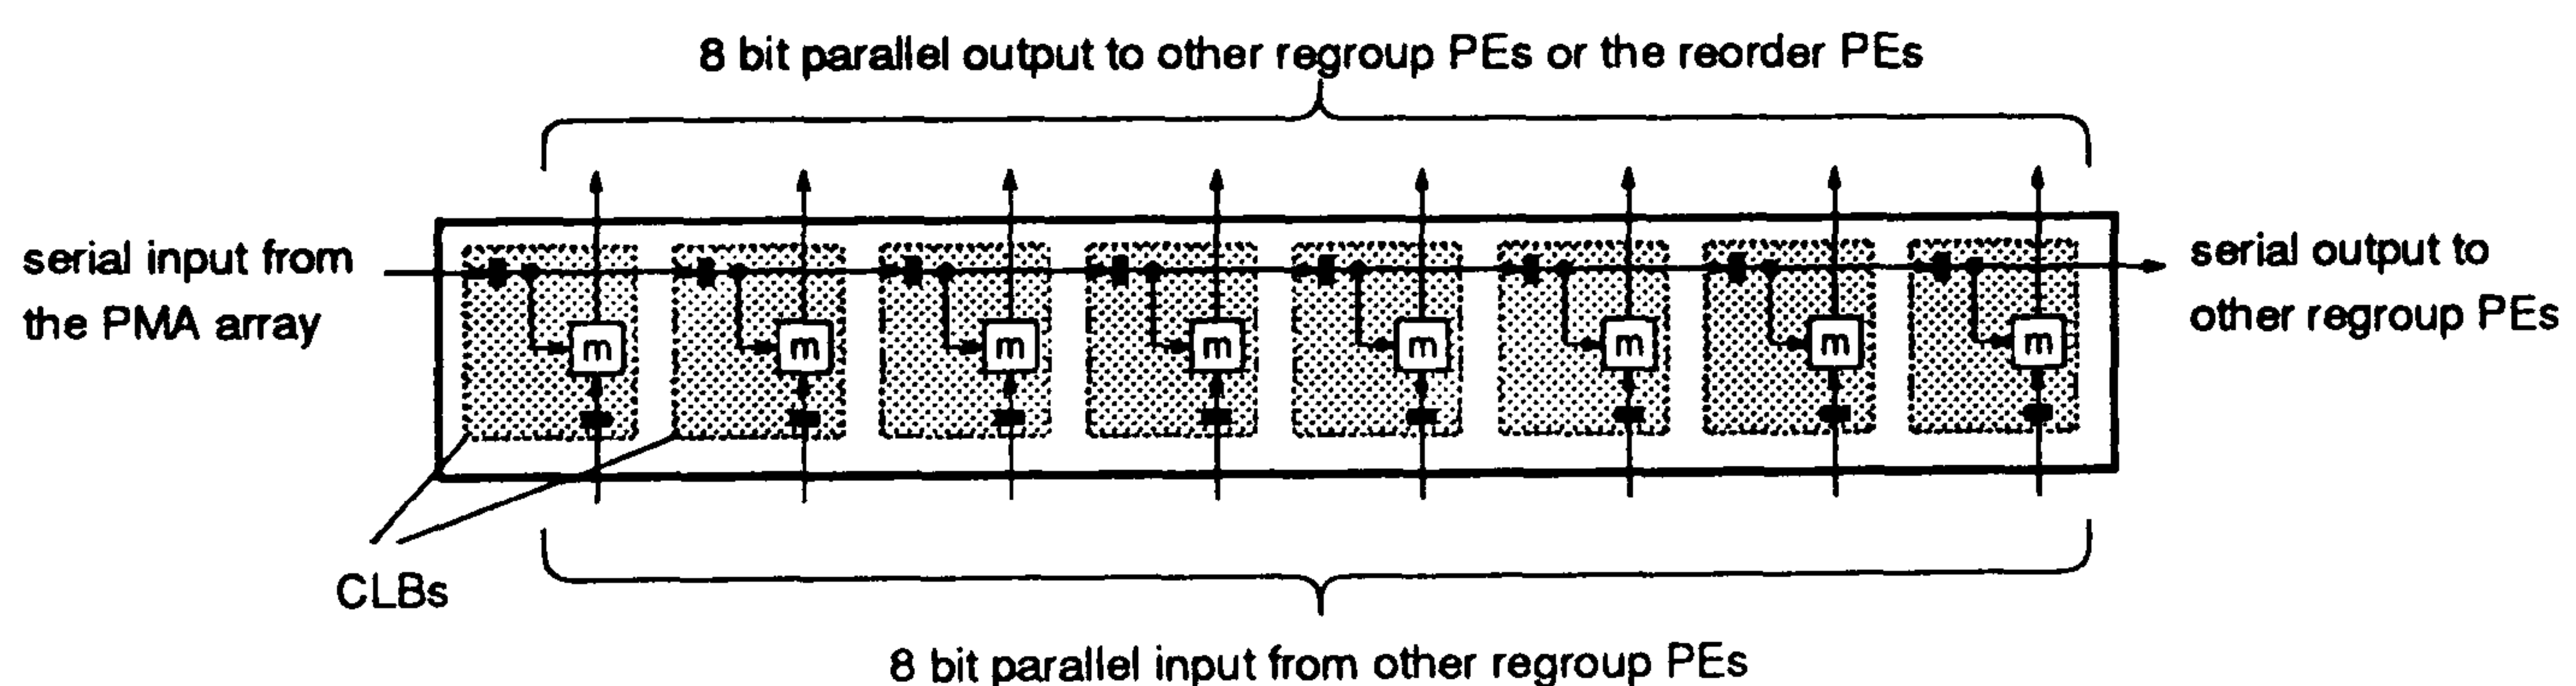 8 bit parallel output to other regroup PEs or the reorder PEs
serial input from
the PMA array
serial output to
other regroup PEs
m m m m m m m m
CLBs
8 bit parallel input from other regroup PEs